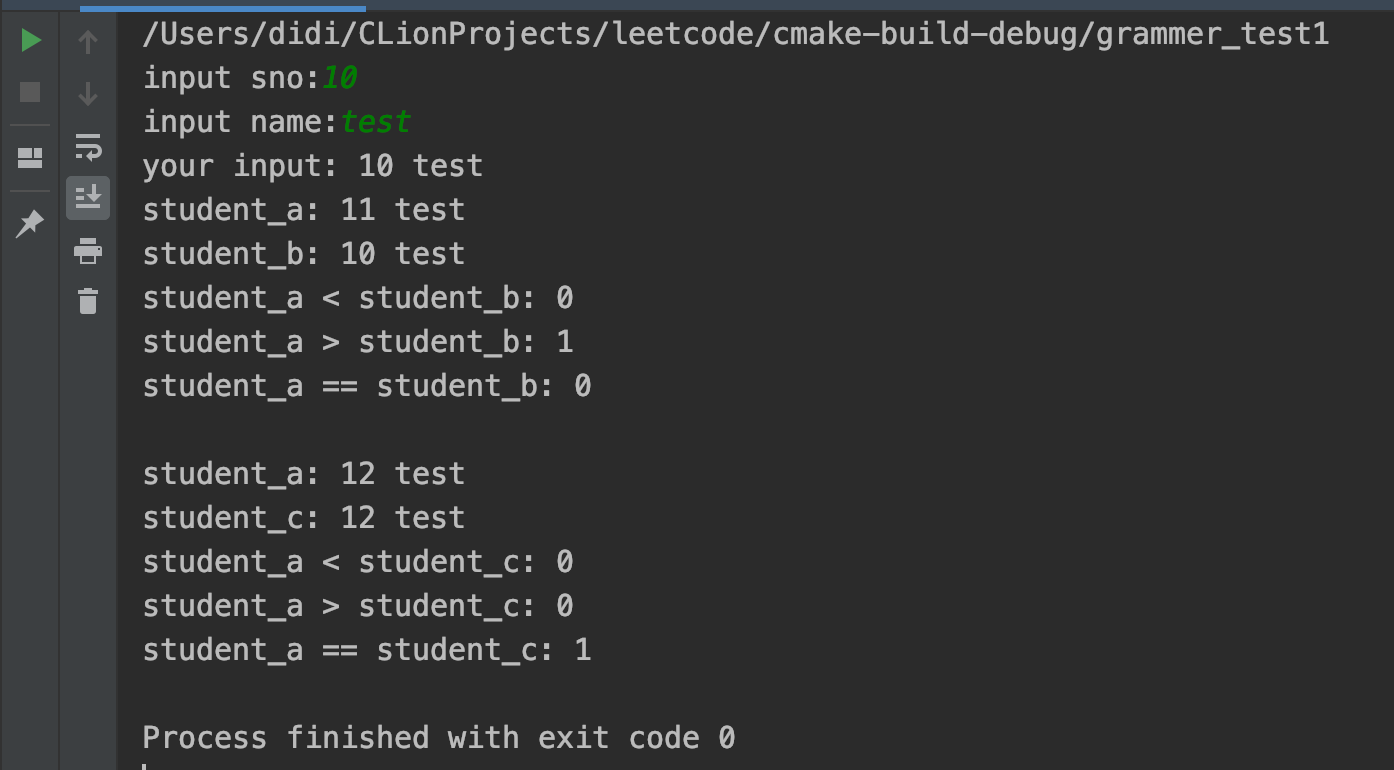 /Users/didi/CLionProjects/leetcode/cmake-build-debug/grammer_test1
input sno:10
input name:test
your input: 10 test
student_a: 11 test
student_b: 10 test
student_a < student_b: 0
student_a > student_b: 1
student_a == student_b: 0
student_a: 12 test
student_c: 12 test
student_a < student_c: 0
student_a > student_c: 0
student_a == student_c: 1
Process finished with exit code 0